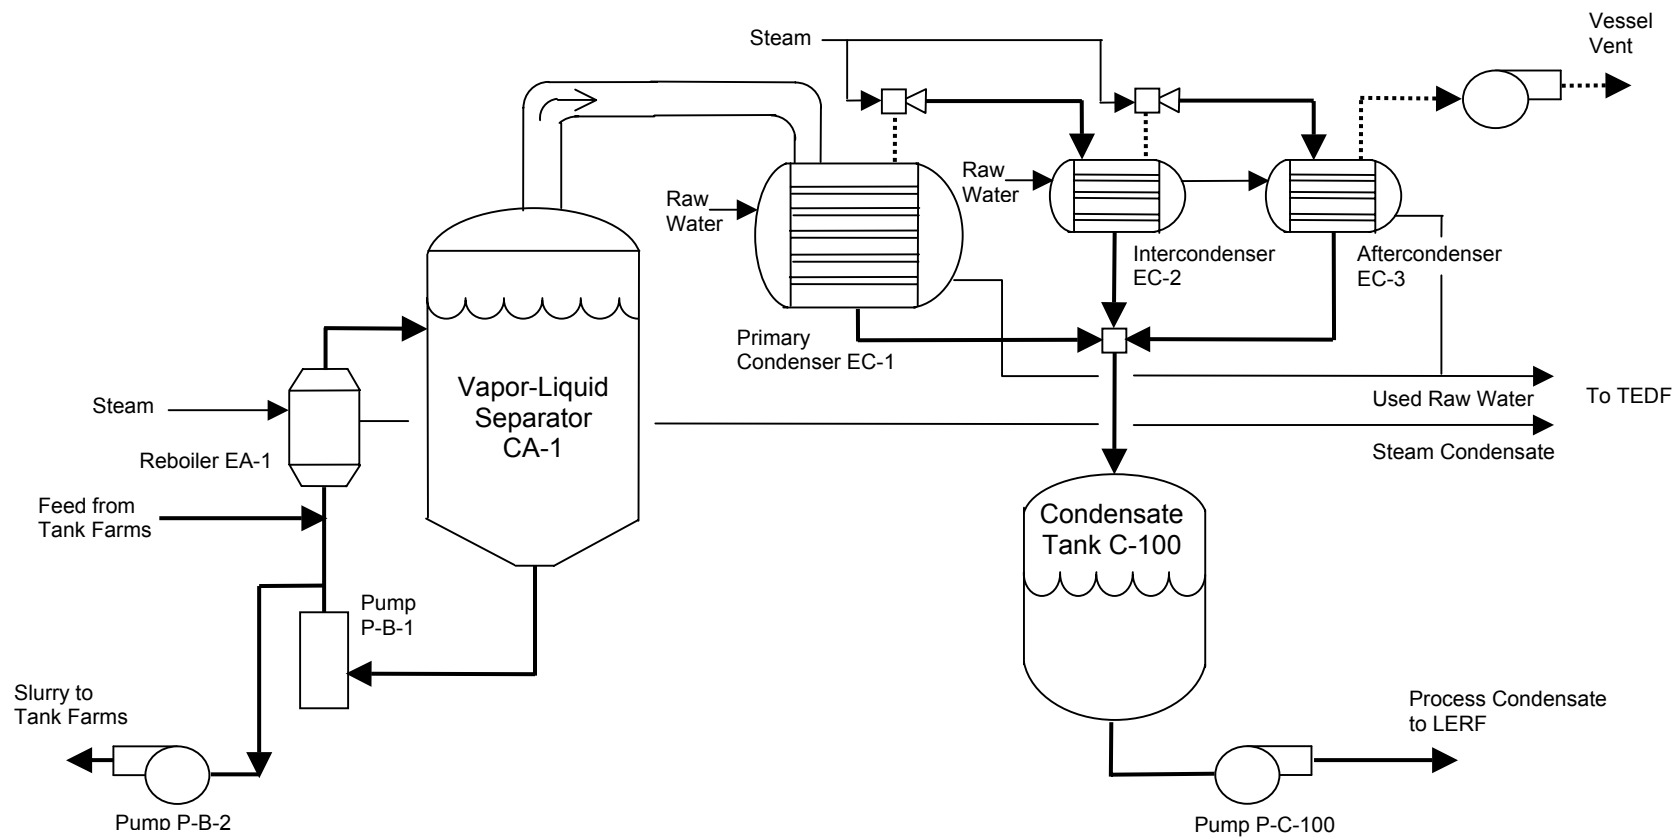 Vessel
Vent
Steam
Raw
Water
Raw
Water
Intercondenser
EC-2
Aftercondenser
EC-3
Primary
Condenser EC-1
Vapor-Liquid
Separator
CA-1
Steam
Used Raw Water
To TEDF
Steam Condensate
Reboiler EA-1
Feed from
Tank Farms
Condensate
Tank C-100
Pump
P-B-1
Slurry to
Tank Farms
Process Condensate
to LERF
Pump P-B-2
Pump P-C-100